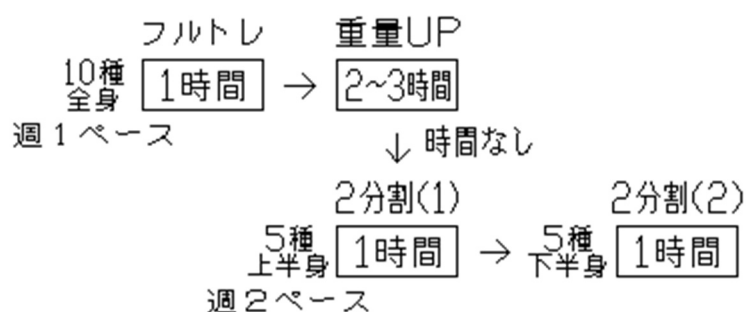 フルトレ 重量UP
10種
全身 1時間 → 2~3時間
週1ペース
↓ 時間なし
2分割(1) 2分割(2)
5種
上半身 1時間 → 5種
下半身 1時間
週2ペース